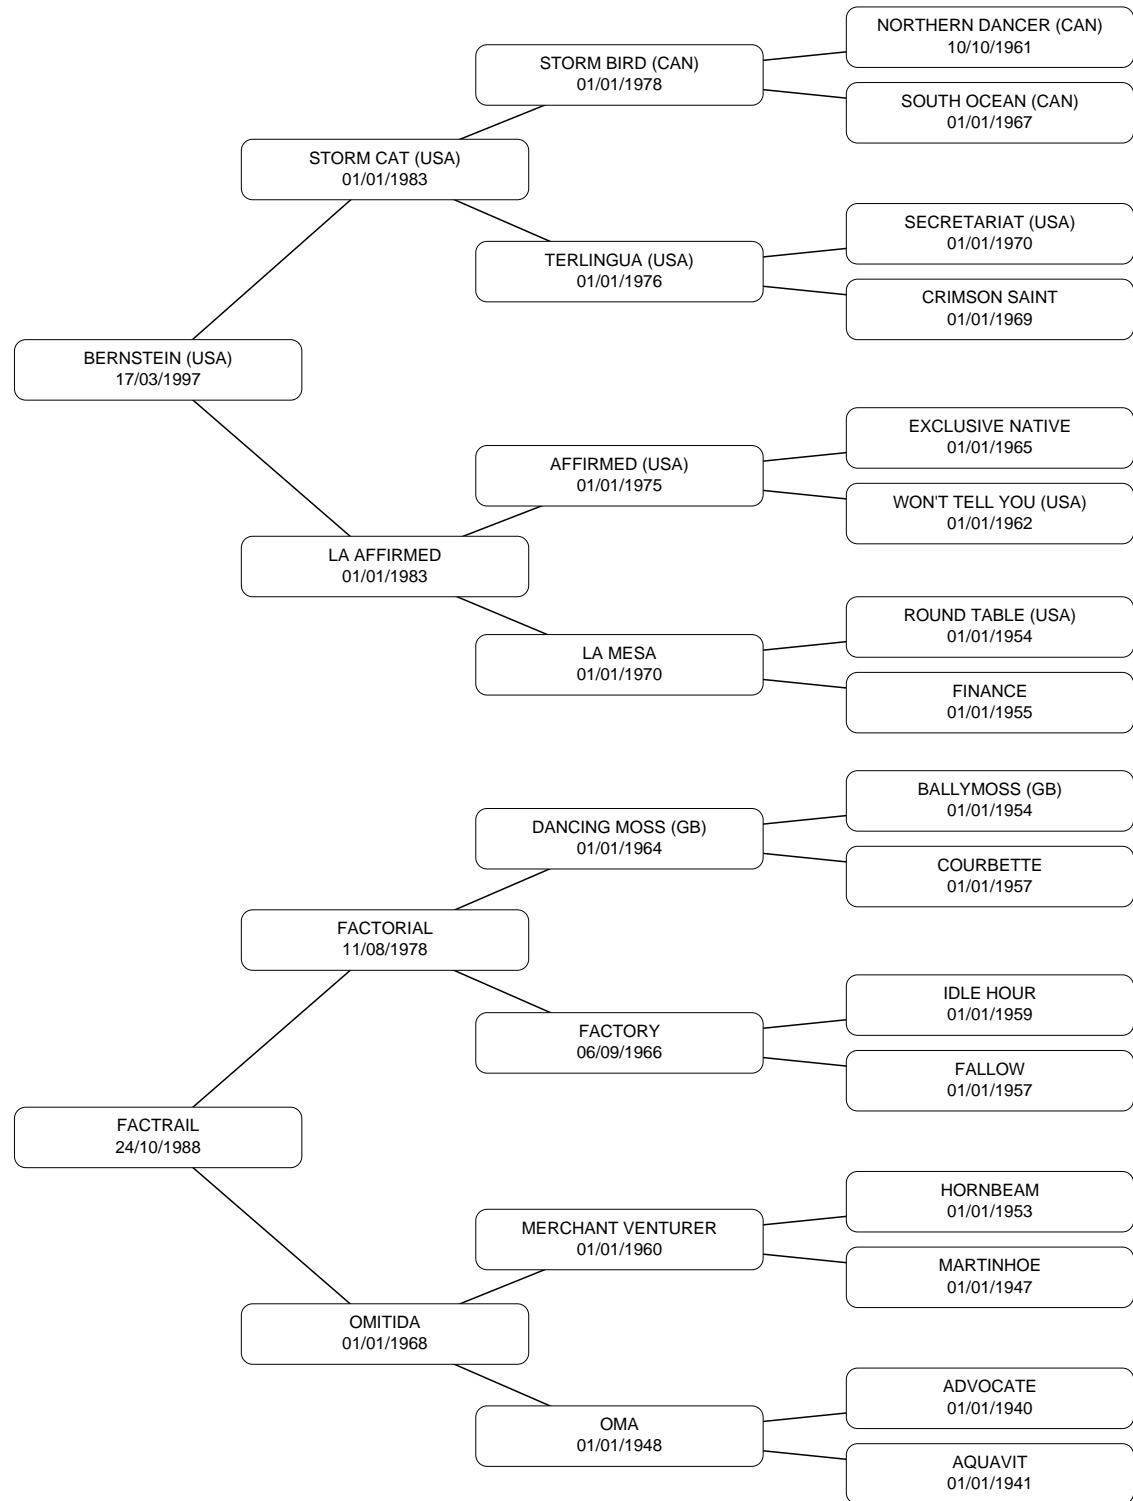 NORTHERN DANCER (CAN)
10/10/1961
STORM BIRD (CAN)
01/01/1978
SOUTH OCEAN (CAN)
01/01/1967
STORM CAT (USA)
01/01/1983
SECRETARIAT (USA)
01/01/1970
TERLINGUA (USA)
01/01/1976
CRIMSON SAINT
01/01/1969
BERNSTEIN (USA)
17/03/1997
EXCLUSIVE NATIVE
01/01/1965
AFFIRMED (USA)
01/01/1975
WON'T TELL YOU (USA)
01/01/1962
LA AFFIRMED
01/01/1983
ROUND TABLE (USA)
01/01/1954
LA MESA
01/01/1970
FINANCE
01/01/1955
BALLYMOSS (GB)
01/01/1954
DANCING MOSS (GB)
01/01/1964
COURBETTE
01/01/1957
FACTORIAL
11/08/1978
IDLE HOUR
01/01/1959
FACTORY
06/09/1966
FALLOW
01/01/1957
FACTRAIL
24/10/1988
HORNBEAM
01/01/1953
MERCHANT VENTURER
01/01/1960
MARTINHOE
01/01/1947
OMITIDA
01/01/1968
ADVOCATE
01/01/1940
OMA
01/01/1948
AQUAVIT
01/01/1941